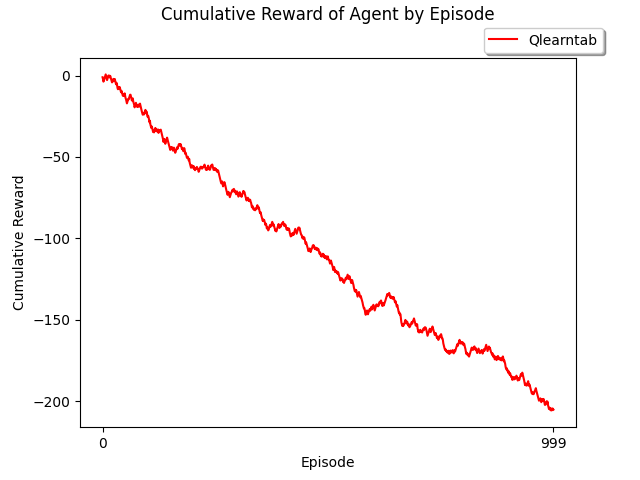 Cumulative Reward of Agent by Episode
Qlearntab
0
−50
−100
−150
−200
Cumulative Reward
0
999
Episode